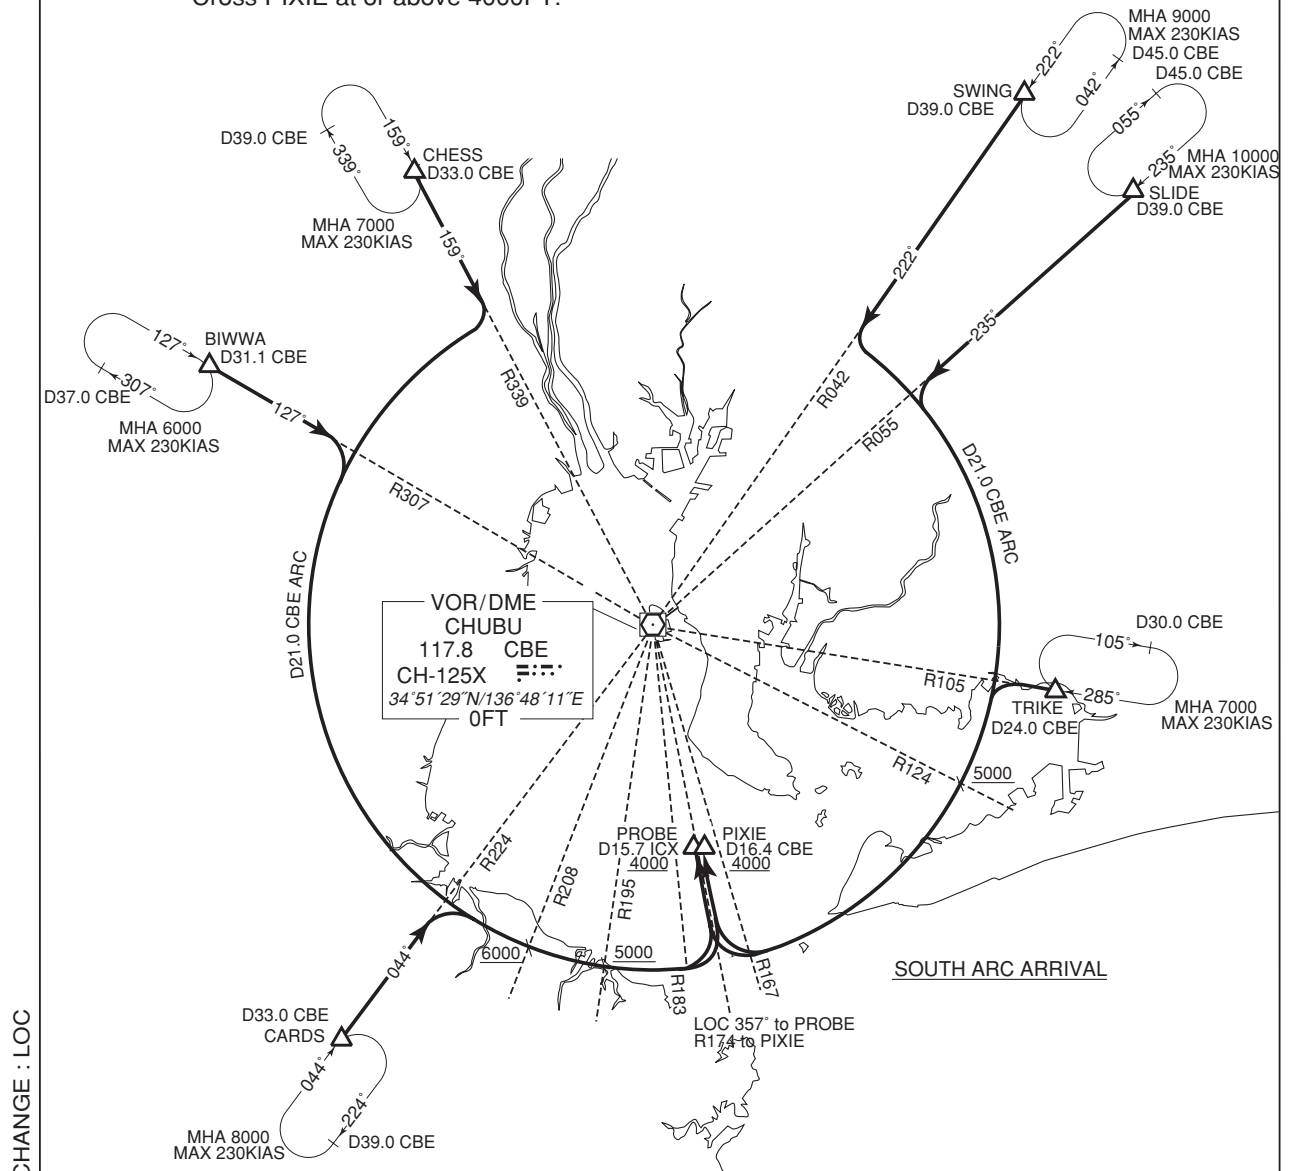 Cross PIXIE at or above 4000FT.
MHA 9000
MAX 230KIAS
D45.0 CBE
222°
042°
SWING
D39.0 CBE
D45.0 CBE
055°
235°
MHA 10000
MAX 230KIAS
SLIDE
D39.0 CBE
D39.0 CBE
159°
339°
CHESS
D33.0 CBE
MHA 7000
MAX 230KIAS
159°
222°
235°
BIWWA
D31.1 CBE
127°
307°
D37.0 CBE
MHA 6000
MAX 230KIAS
127°
R339
R042
R055
R307
D21.0 CBE ARC
D21.0 CBE ARC
VOR/DME
CHUBU
117.8 CBE
CH-125X
34°51´29″N/136°48´11″E
0FT
D30.0 CBE
105°
285°
R105
TRIKE
D24.0 CBE
MHA 7000
MAX 230KIAS
R124
5000
PROBE
D15.7 ICX
4000
PIXIE
D16.4 CBE
4000
R224
R208
R195
R183
R167
6000
5000
SOUTH ARC ARRIVAL
044°
D33.0 CBE
CARDS
LOC 357° to PROBE
R174 to PIXIE
044°
224°
D39.0 CBE
MHA 8000
MAX 230KIAS
CHANGE : LOC